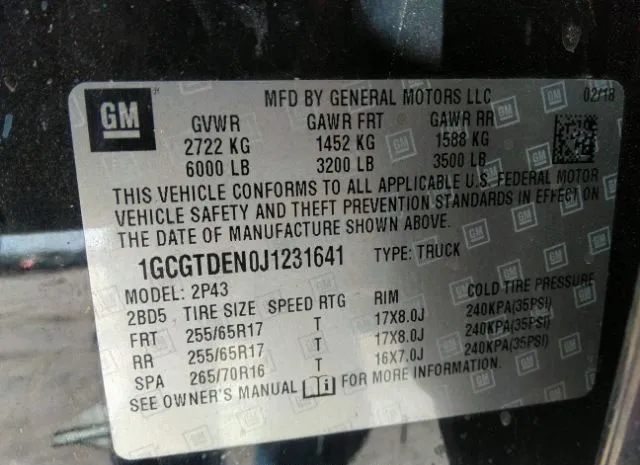 GM
MFD BY GENERAL MOTORS LLC 02/18
GVWR GAWR FRT GAWR RR
2722 KG 1452 KG 1588 KG
6000 LB 3200 LB 3500 LB
THIS VEHICLE CONFORMS TO ALL APPLICABLE U.S. FEDERAL MOTOR
VEHICLE SAFETY AND THEFT PREVENTION STANDARDS IN EFFECT ON
THE DATE OF MANUFACTURE SHOWN ABOVE.
1GCGTDEN0J1231641 TYPE: TRUCK
MODEL: 2P43
2BD5 TIRE SIZE SPEED RTG RIM COLD TIRE PRESSURE
FRT 255/65R17 T 17X8.0J 240KPA(35PSI)
RR 255/65R17 T 17X8.0J 240KPA(35PSI)
SPA 265/70R16 T 16X7.0J 240KPA(35PSI)
SEE OWNER'S MANUAL FOR MORE INFORMATION.